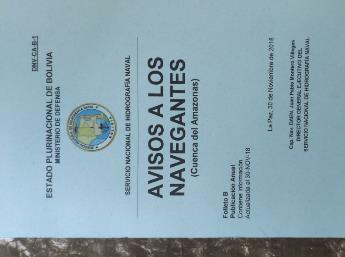 DNV-CA-B-1
ESTADO PLURINACIONAL DE BOLIVIA
MINISTERIO DE DEFENSA
SERVICIO NACIONAL DE HIDROGRAFÍA NAVAL
AVISOS A LOS
NAVEGANTES
(Cuenca del Amazonas)
Folleto B
Publicación Anual
Contiene información
Actualizada al 30-NOV-18
La Paz, 30 de Noviembre de 2018
Cap. Nav. DAEN. Juan Pablo Montero Villegas
DIRECTOR GENERAL EJECUTIVO DEL
SERVICIO NACIONAL DE HIDROGRAFÍA NAVAL